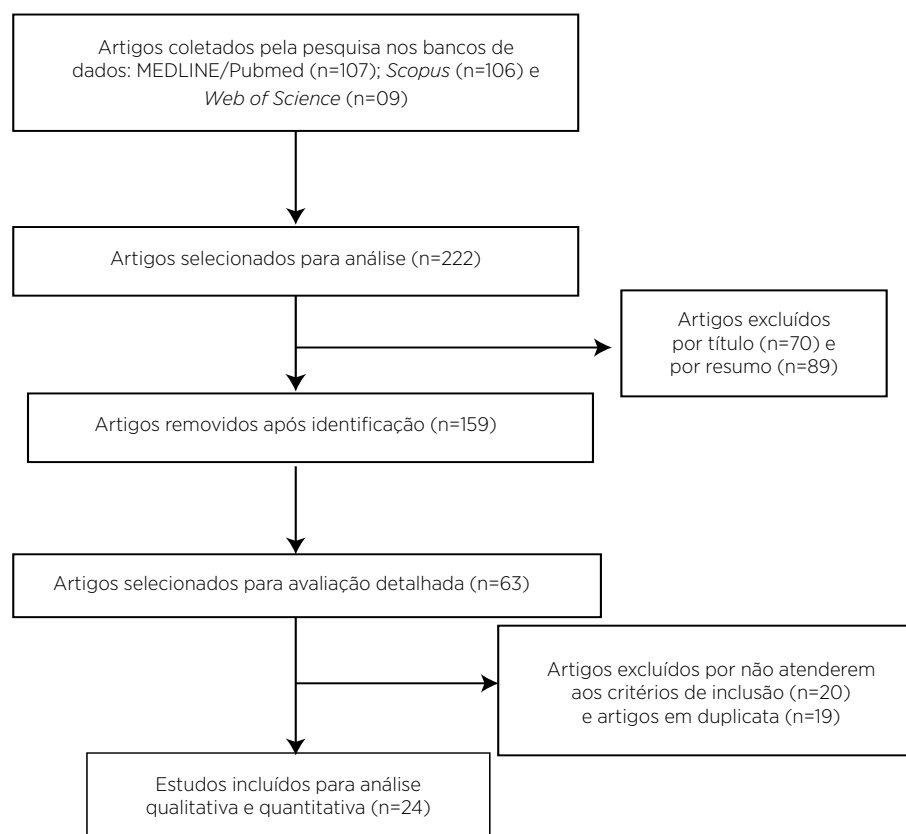 Artigos coletados pela pesquisa nos bancos de
dados: MEDLINE/Pubmed (n=107); Scopus (n=106) e
Web of Science (n=09)
Artigos selecionados para análise (n=222)
Artigos excluídos
por título (n=70) e
por resumo (n=89)
Artigos removidos após identificação (n=159)
Artigos selecionados para avaliação detalhada (n=63)
Artigos excluídos por não atenderem
aos critérios de inclusão (n=20)
e artigos em duplicata (n=19)
Estudos incluídos para análise
qualitativa e quantitativa (n=24)